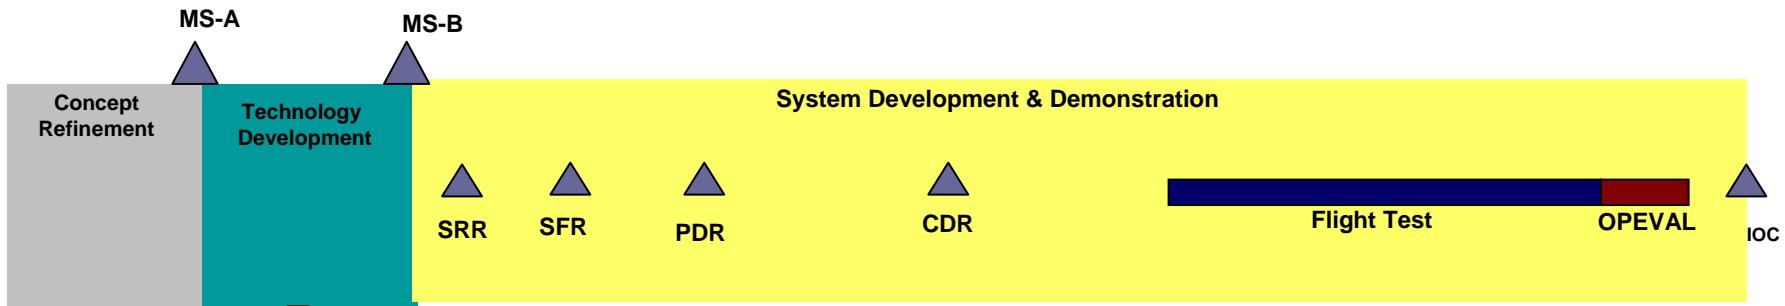 MS-A
MS-B
Concept
Refinement
Technology
Development
System Development & Demonstration
SRR
SFR
PDR
CDR
Flight Test
OPEVAL
IOC